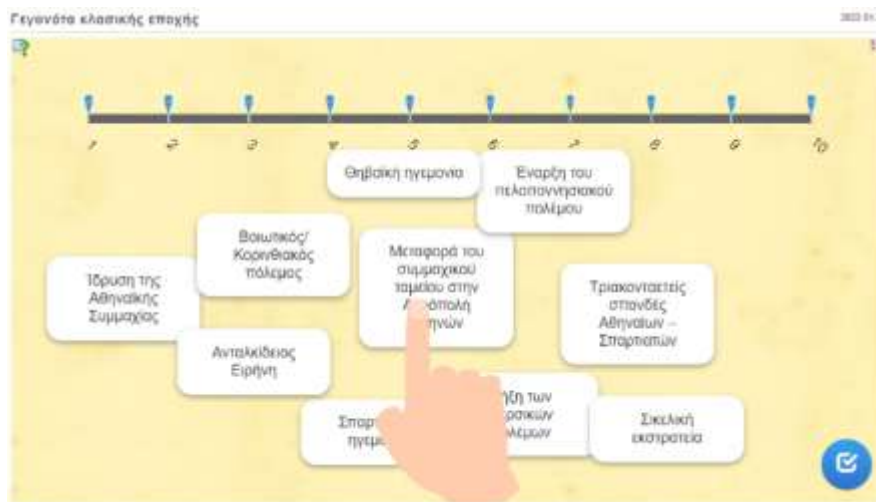 Γεγονότα κλασικής εποχής
1 2 3 4 5 6 7 8 9 10
Θηβαϊκή ηγεμονία
Έναρξη του
πελοποννησιακού
πολέμου
Βοιωτικός/
Κορινθιακός
πόλεμος
Μεταφορά του
συμμαχικού
ταμείου στην
Ίδρυση της
Αθηναϊκής
Συμμαχίας
Τριακονταετείς
σπονδές
Αθηναίων –
Σπαρτιατών
Ανταλκίδειος
Ειρήνη
των
Σικελική
εκστρατεία